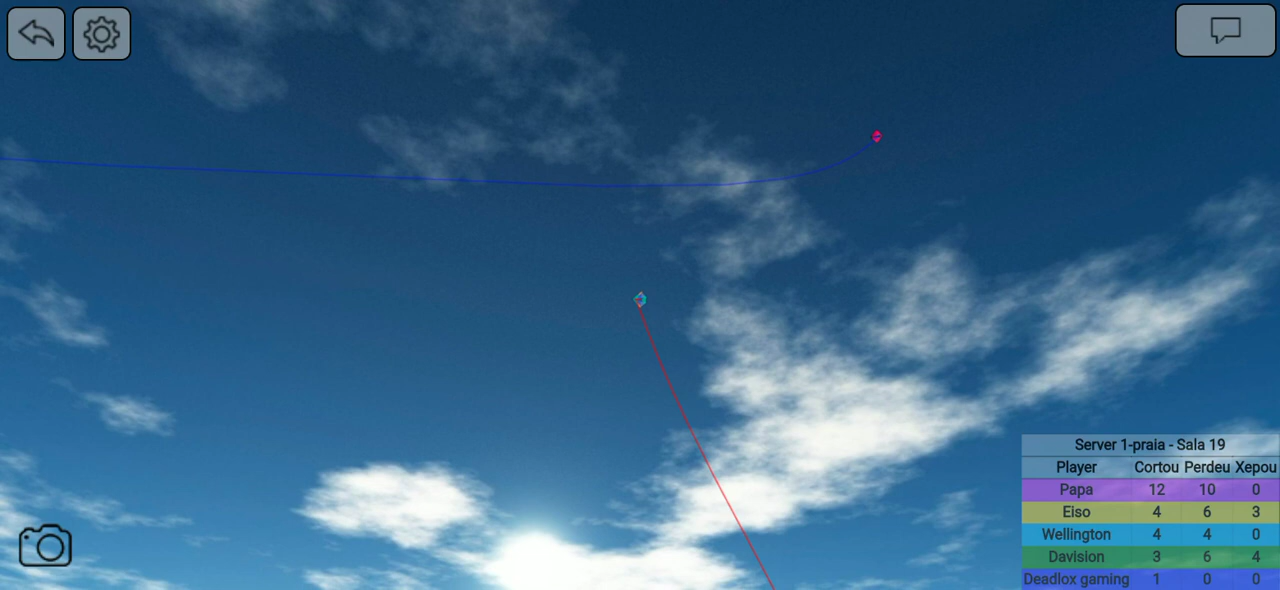 Server 1-praia - Sala 19
Player Cortou Perdeu Xepou
Papa 12 10 0
Eiso 4 6 3
Wellington 4 4 0
Davision 3 6 4
Deadlox gaming 1 0 0